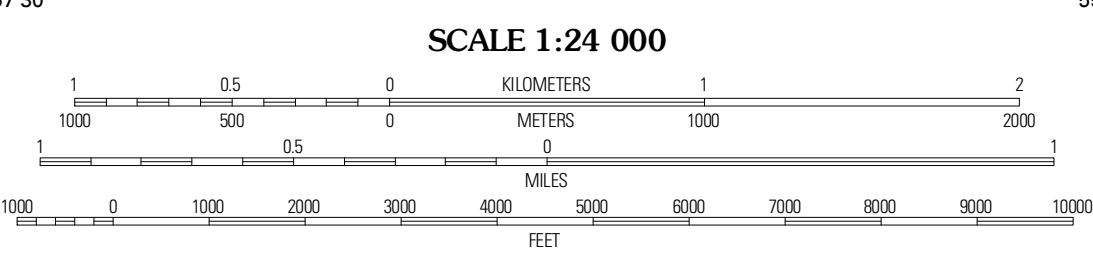 SCALE 1:24 000
1 0.5 0 KILOMETERS 1 2
1000 500 0 METERS 1000 2000
1 0.5 0 1
MILES
1000 0 1000 2000 3000 4000 5000 6000 7000 8000 9000 10000
FEET